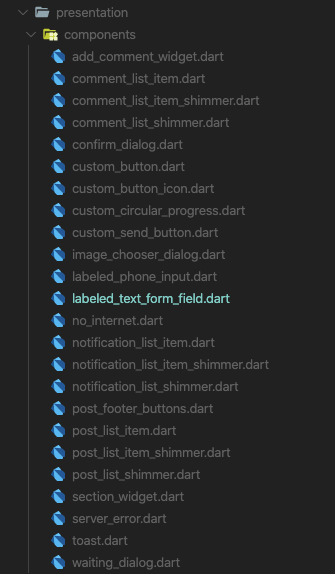 presentation
components
add_comment_widget.dart
comment_list_item.dart
comment_list_item_shimmer.dart
comment_list_shimmer.dart
confirm_dialog.dart
custom_button.dart
custom_button_icon.dart
custom_circular_progress.dart
custom_send_button.dart
image_chooser_dialog.dart
labeled_phone_input.dart
labeled_text_form_field.dart
no_internet.dart
notification_list_item.dart
notification_list_item_shimmer.dart
notification_list_shimmer.dart
post_footer_buttons.dart
post_list_item.dart
post_list_item_shimmer.dart
post_list_shimmer.dart
section_widget.dart
server_error.dart
toast.dart
waiting_dialog.dart